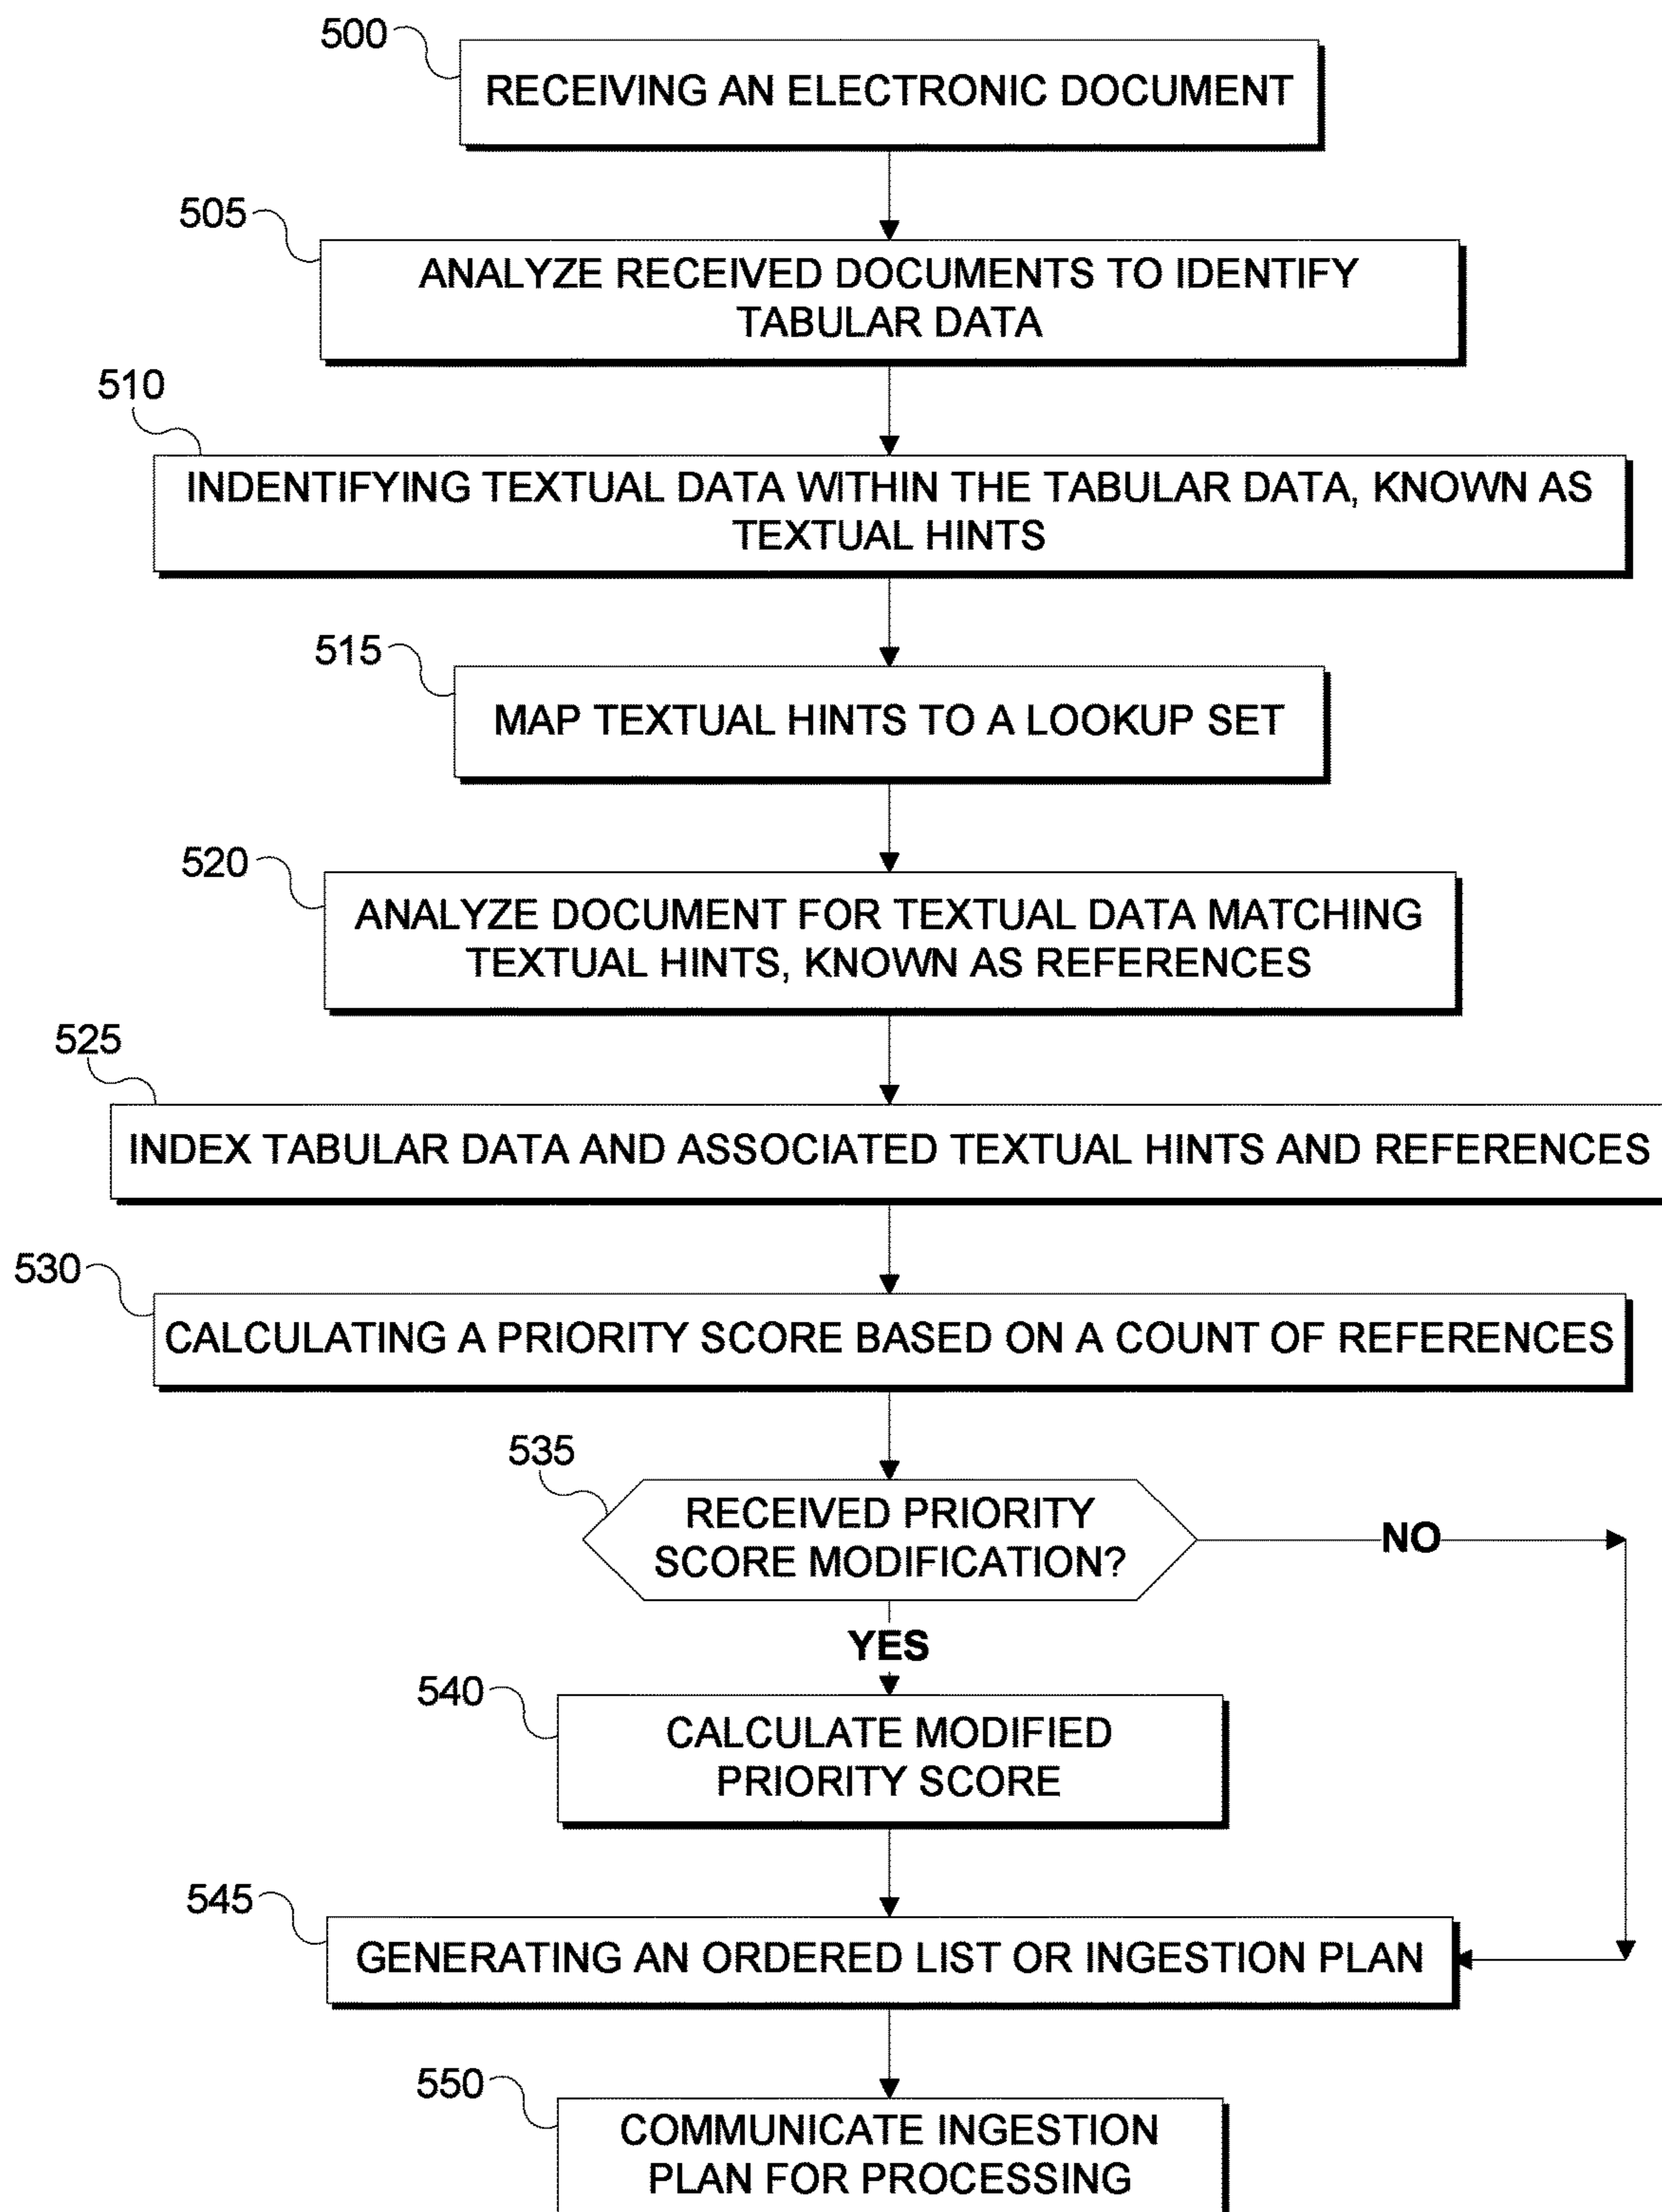 500
RECEIVING AN ELECTRONIC DOCUMENT
505
ANALYZE RECEIVED DOCUMENTS TO IDENTIFY
TABULAR DATA
510
INDENTIFYING TEXTUAL DATA WITHIN THE TABULAR DATA, KNOWN AS
TEXTUAL HINTS
515
MAP TEXTUAL HINTS TO A LOOKUP SET
520
ANALYZE DOCUMENT FOR TEXTUAL DATA MATCHING
TEXTUAL HINTS, KNOWN AS REFERENCES
525
INDEX TABULAR DATA AND ASSOCIATED TEXTUAL HINTS AND REFERENCES
530
CALCULATING A PRIORITY SCORE BASED ON A COUNT OF REFERENCES
535
RECEIVED PRIORITY
SCORE MODIFICATION?
NO
YES
540
CALCULATE MODIFIED
PRIORITY SCORE
545
GENERATING AN ORDERED LIST OR INGESTION PLAN
550
COMMUNICATE INGESTION
PLAN FOR PROCESSING